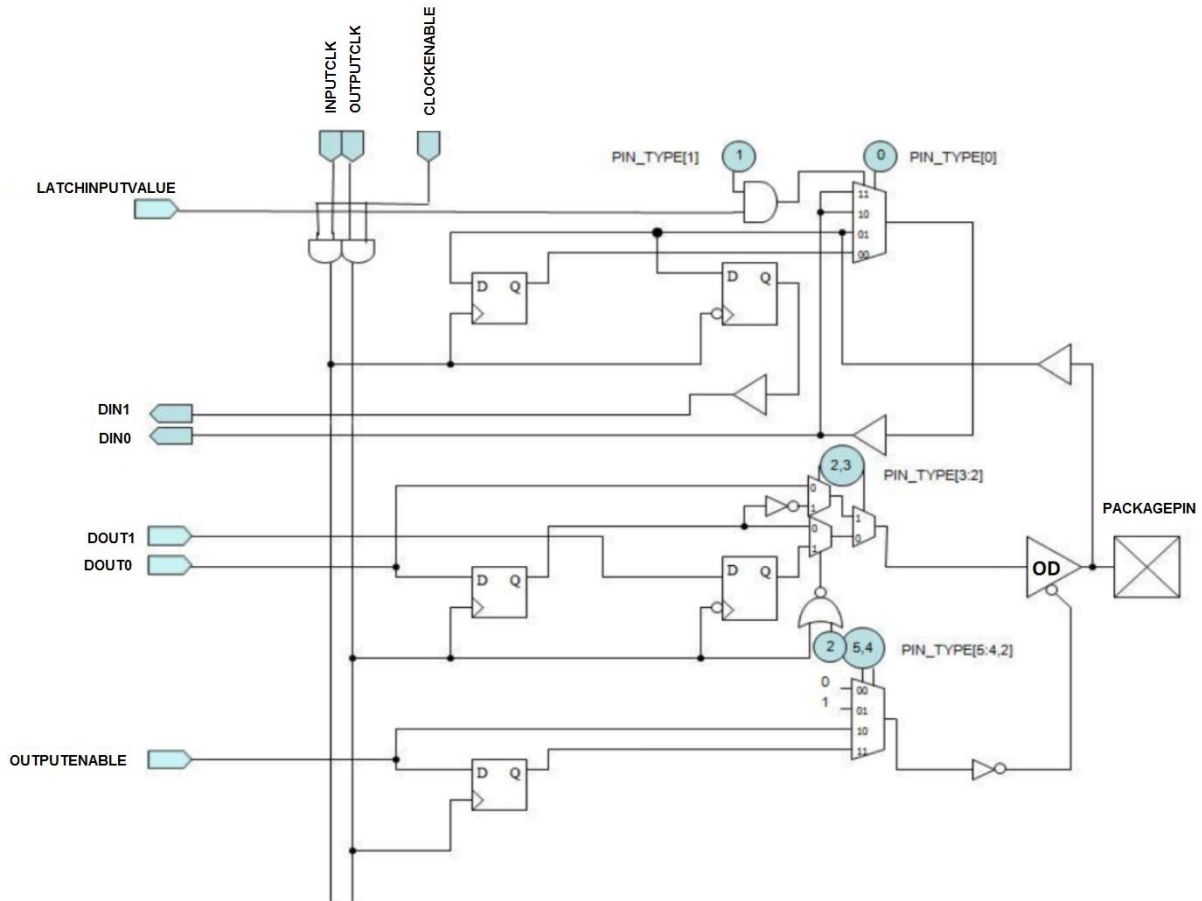 INPUTCLK
OUTPUTCLK
CLOCKENABLE
PIN_TYPE[1]
1
0
PIN_TYPE[0]
LATCHINPUTVALUE
11
10
01
00
D Q
D Q
DIN1
DIN0
2,3
PIN_TYPE[3:2]
0
1
0
1
1
0
DOUT1
DOUT0
PACKAGEPIN
OD
D Q
D Q
2
5,4
PIN_TYPE[5:4,2]
0
1
00
01
10
11
OUTPUTENABLE
D Q